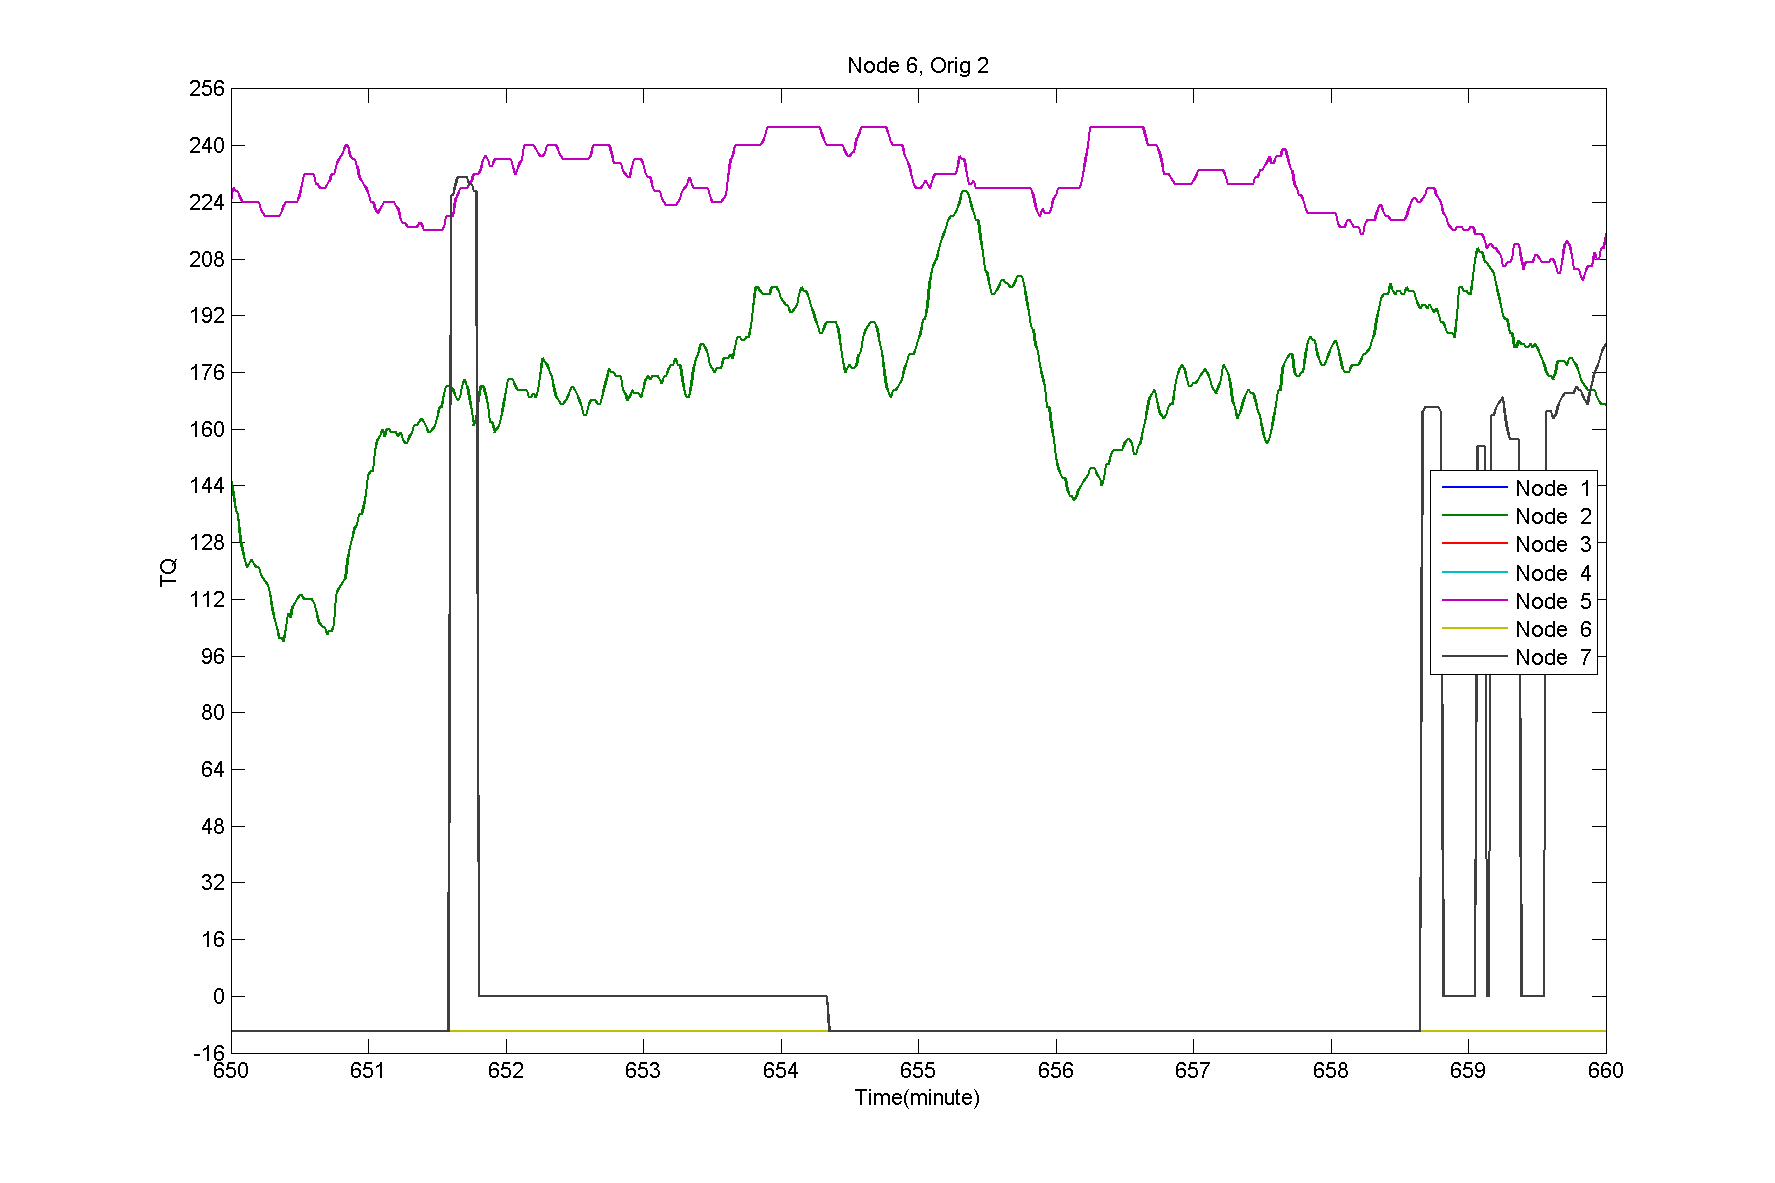 Node 6, Orig 2
256
240
224
208
192
176
160
144
128
112
96
80
64
48
32
16
0
-16
TQ
Node 1
Node 2
Node 3
Node 4
Node 5
Node 6
Node 7
650 651 652 653 654 655 656 657 658 659 660
Time(minute)